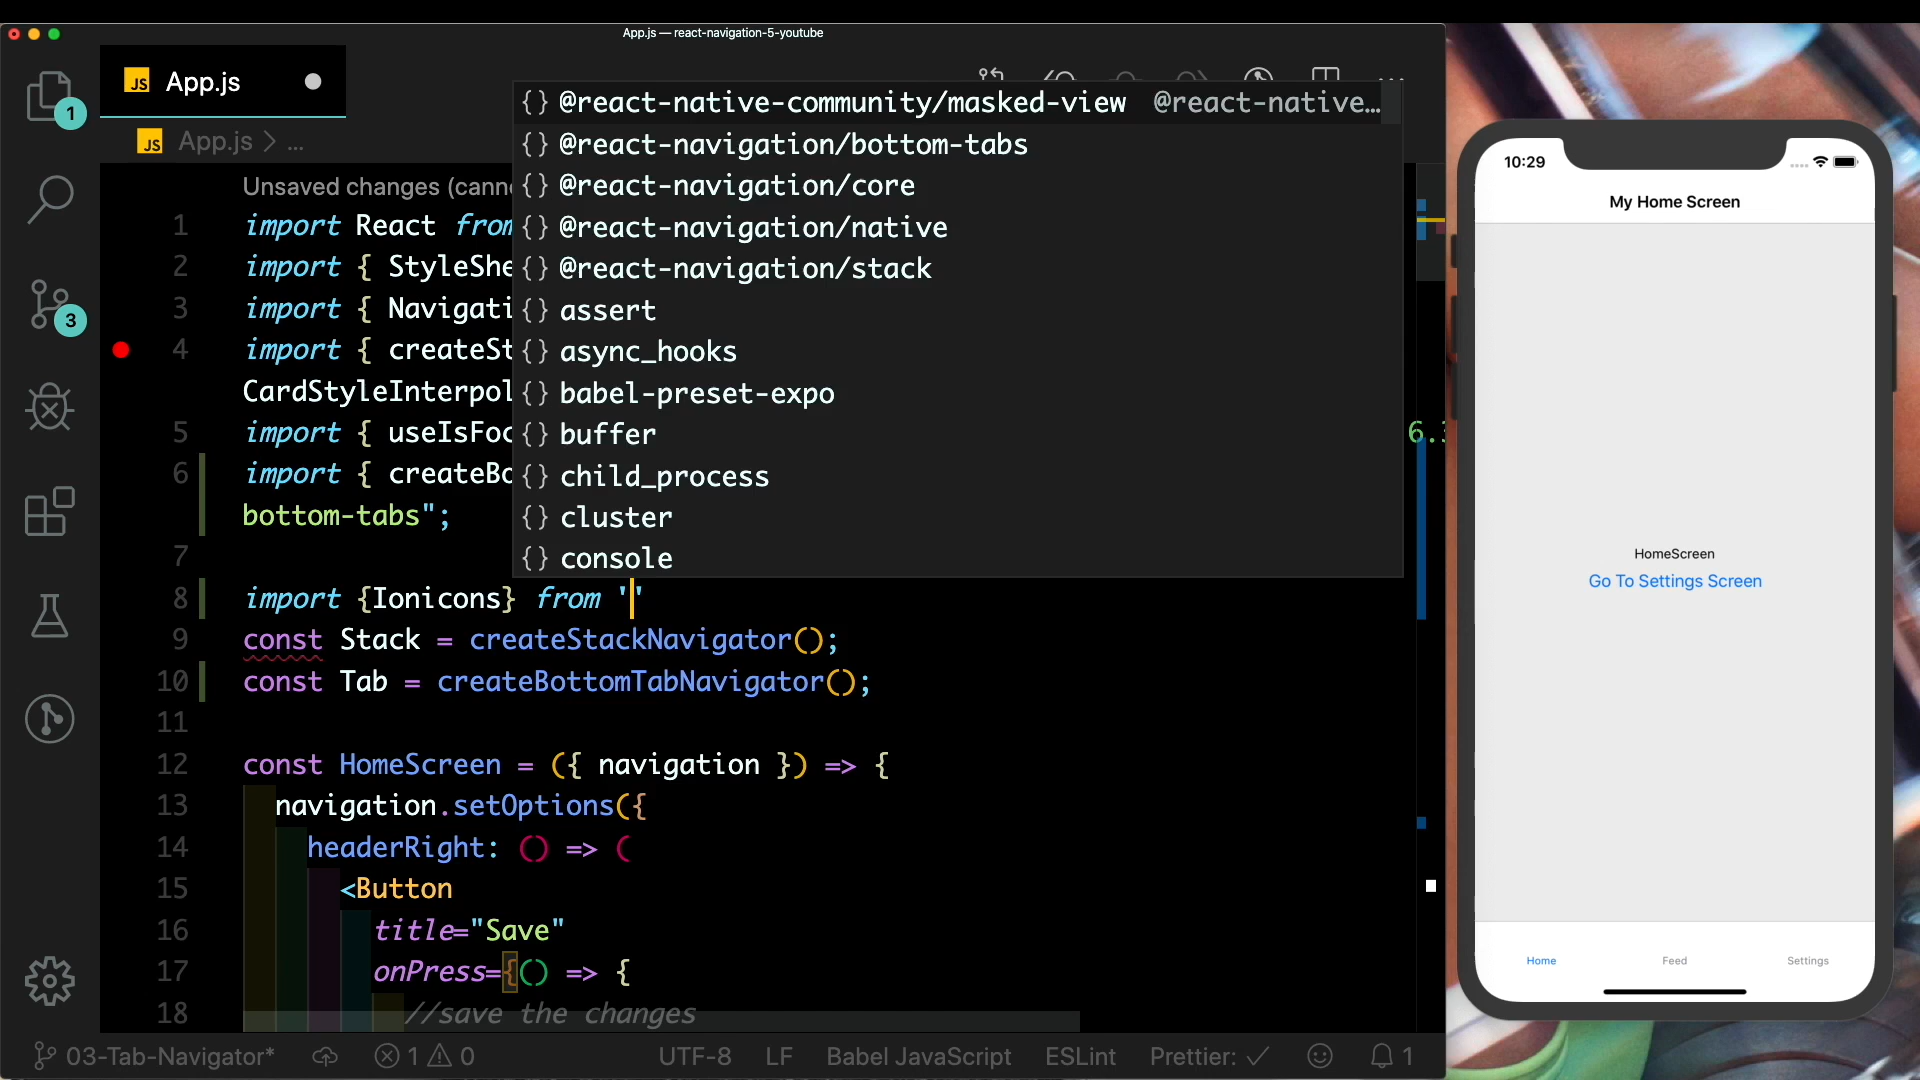 App.js — react-navigation-5-youtube
JS App.js
JS App.js > ...
1
3
Unsaved changes (cann
1 import React from
2 import { StyleShe
3 import { Navigati
4 import { createSt
CardStyleInterpol
5 import { useIsFoc
6 import { createBo
bottom-tabs";
7
8 import {Ionicons} from ''
9 const Stack = createStackNavigator();
10 const Tab = createBottomTabNavigator();
11
12 const HomeScreen = ({ navigation }) => {
13 navigation.setOptions({
14 headerRight: () => (
15 <Button
16 title="Save"
17 onPress={() => {
18 //save the changes
{} @react-native-community/masked-view @react-native…
{} @react-navigation/bottom-tabs
{} @react-navigation/core
{} @react-navigation/native
{} @react-navigation/stack
{} assert
{} async_hooks
{} babel-preset-expo
{} buffer
{} child_process
{} cluster
{} console
03-Tab-Navigator* 1 0 UTF-8 LF Babel JavaScript ESLint Prettier: ✓ 1
10:29
My Home Screen
HomeScreen
Go To Settings Screen
Home Feed Settings